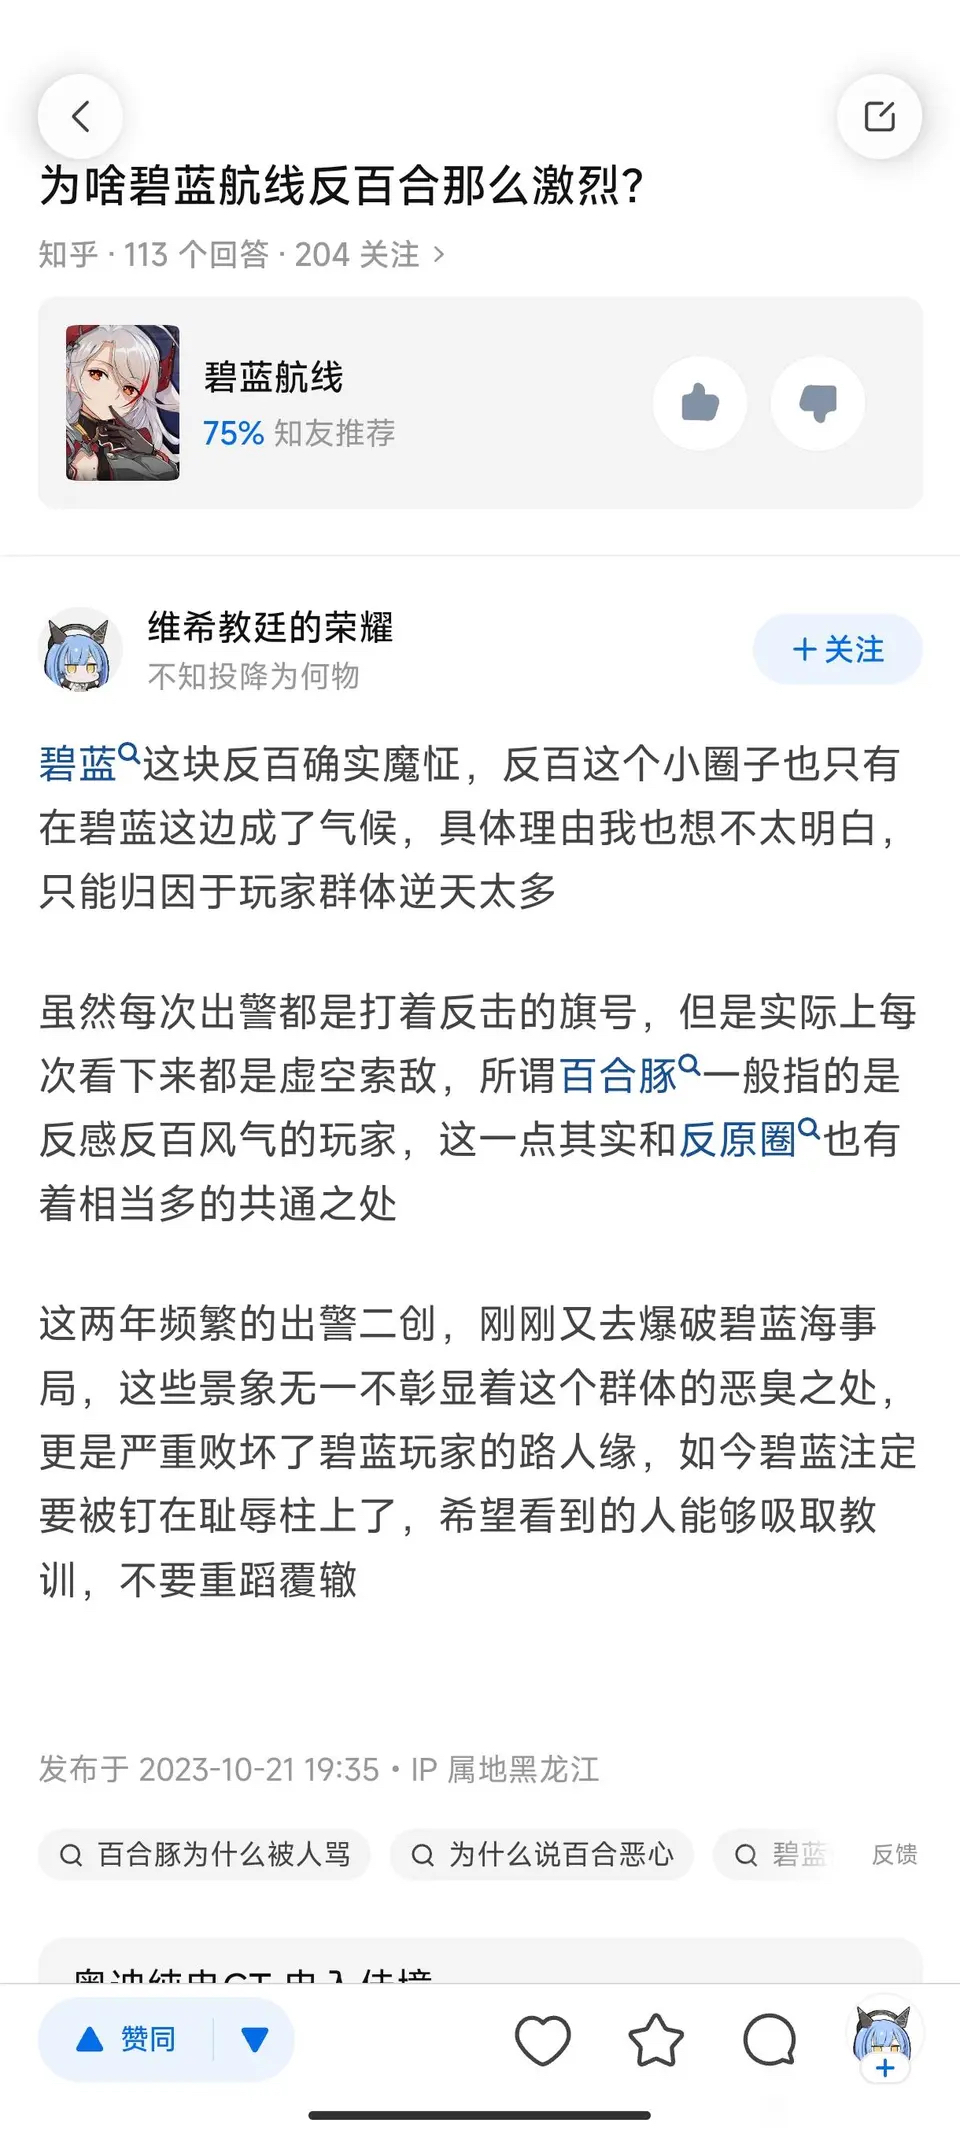 为啥碧蓝航线反百合那么激烈?
知乎 · 113 个回答 · 204 关注 >
碧蓝航线
75% 知友推荐
维希教廷的荣耀
不知投降为何物
+关注
碧蓝这块反百确实魔怔，反百这个小圈子也只有
在碧蓝这边成了气候，具体理由我也想不太明白，
只能归因于玩家群体逆天太多
虽然每次出警都是打着反击的旗号，但是实际上每
次看下来都是虚空索敌，所谓百合豚一般指的是
反感反百风气的玩家，这一点其实和反原圈也有
着相当多的共通之处
这两年频繁的出警二创，刚刚又去爆破碧蓝海事
局，这些景象无一不彰显着这个群体的恶臭之处，
更是严重败坏了碧蓝玩家的路人缘，如今碧蓝注定
要被钉在耻辱柱上了，希望看到的人能够吸取教
训，不要重蹈覆辙
发布于 2023-10-21 19:35 · IP 属地黑龙江
百合豚为什么被人骂
为什么说百合恶心
碧蓝
反馈
赞同